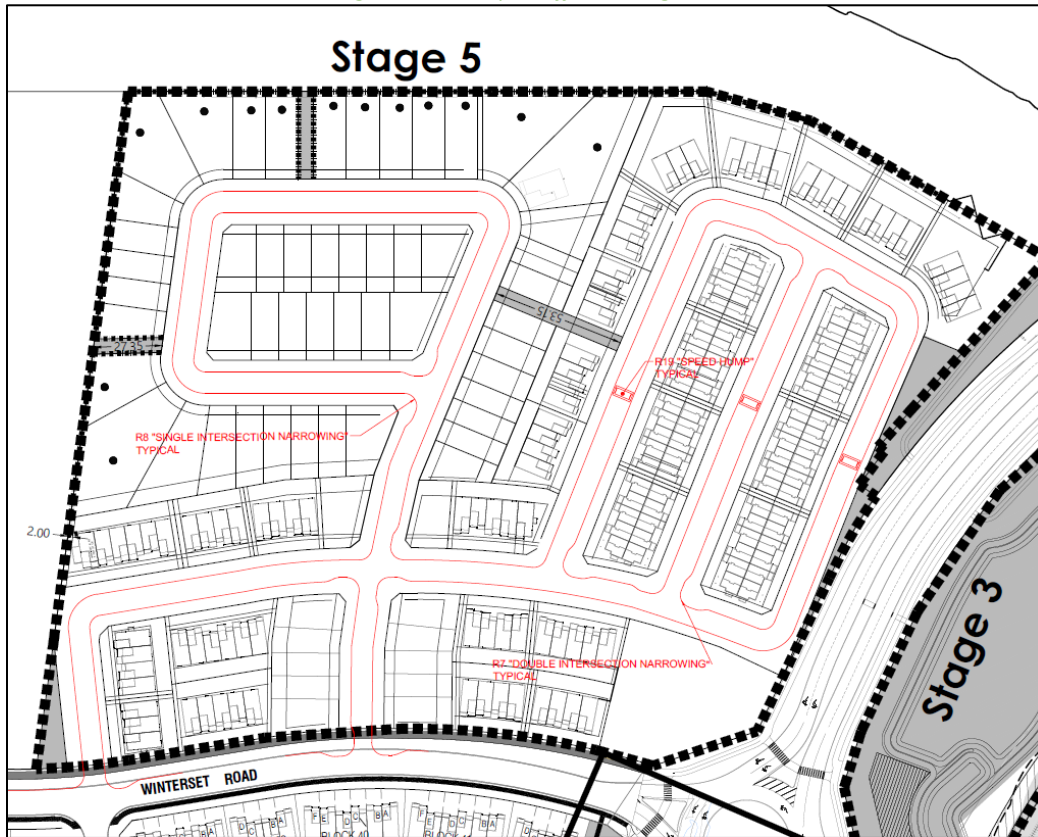 Stage 5
53.15
27.35
R19 "SPEED HUMP"
TYPICAL
R8 "SINGLE INTERSECTION NARROWING"
TYPICAL
2.00
R7 "DOUBLE INTERSECTION NARROWING"
TYPICAL
Stage 3
WINTERSET ROAD